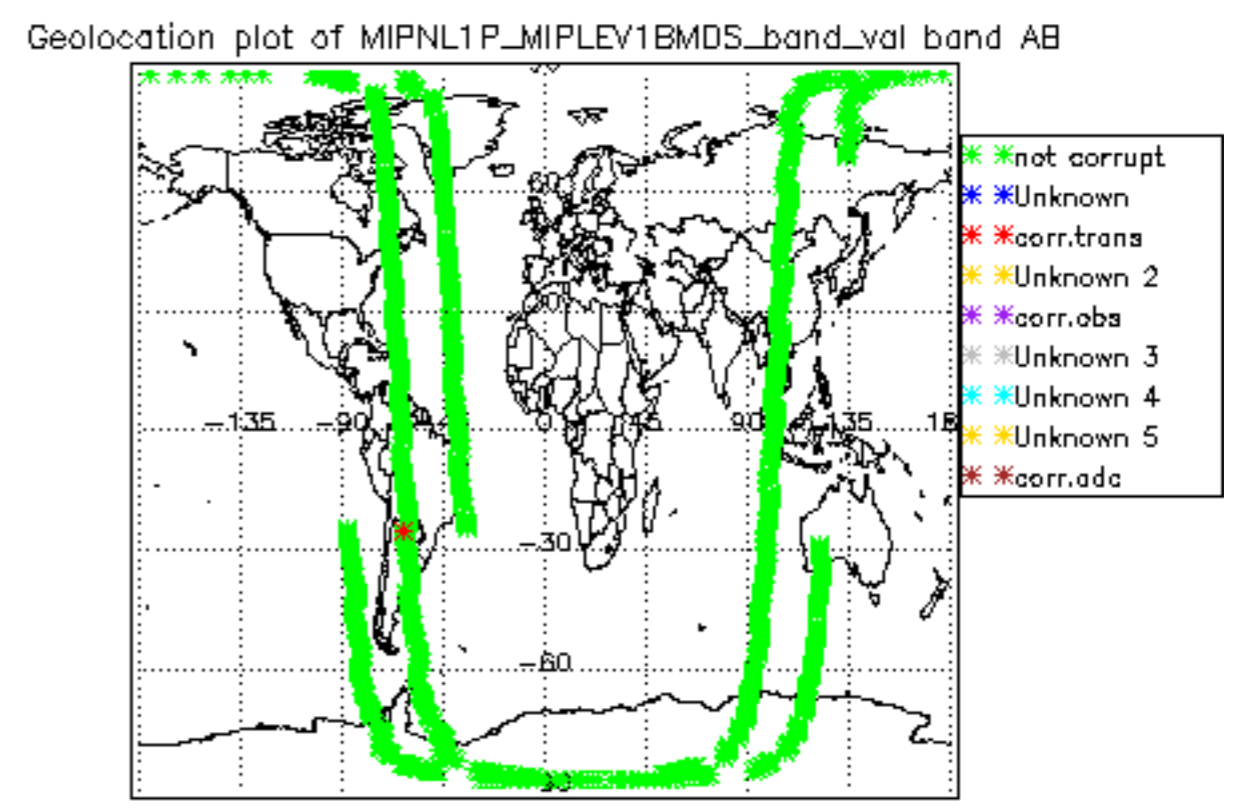 Geolocation plot of MIPNL1P_MIPLEV1BMDS_band_val band AB
not corrupt
Unknown
corr.trans
Unknown 2
corr.obs
Unknown 3
Unknown 4
Unknown 5
corr.adc
60
-135 -90 0 45 90 135
-30
-60